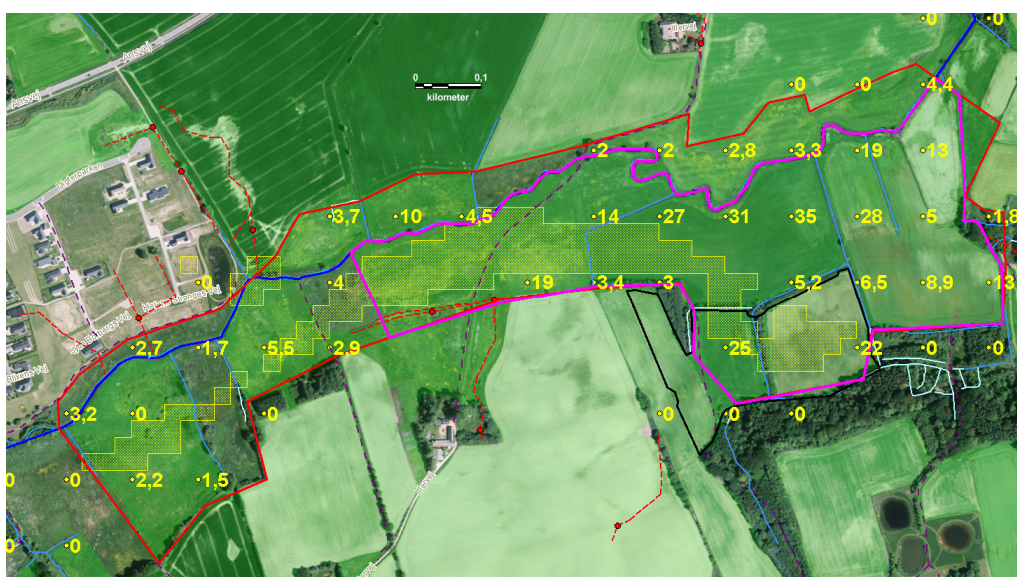 0 0
Illervej
Ansvej
0 0,1
kilometer
0 0 4,4
Ansvej
2 2 2,8 3,3 19 13
Digterparken
3,7 10 4,5 14 27 31 35 28 5 1,8
0 4 19 3,4 3 5,2 6,5 8,9 13
2,7 1,7 5,5 2,9 25 22 0 0
3,2 0 0 0 0 0
0 0 2,2 1,5
0 0